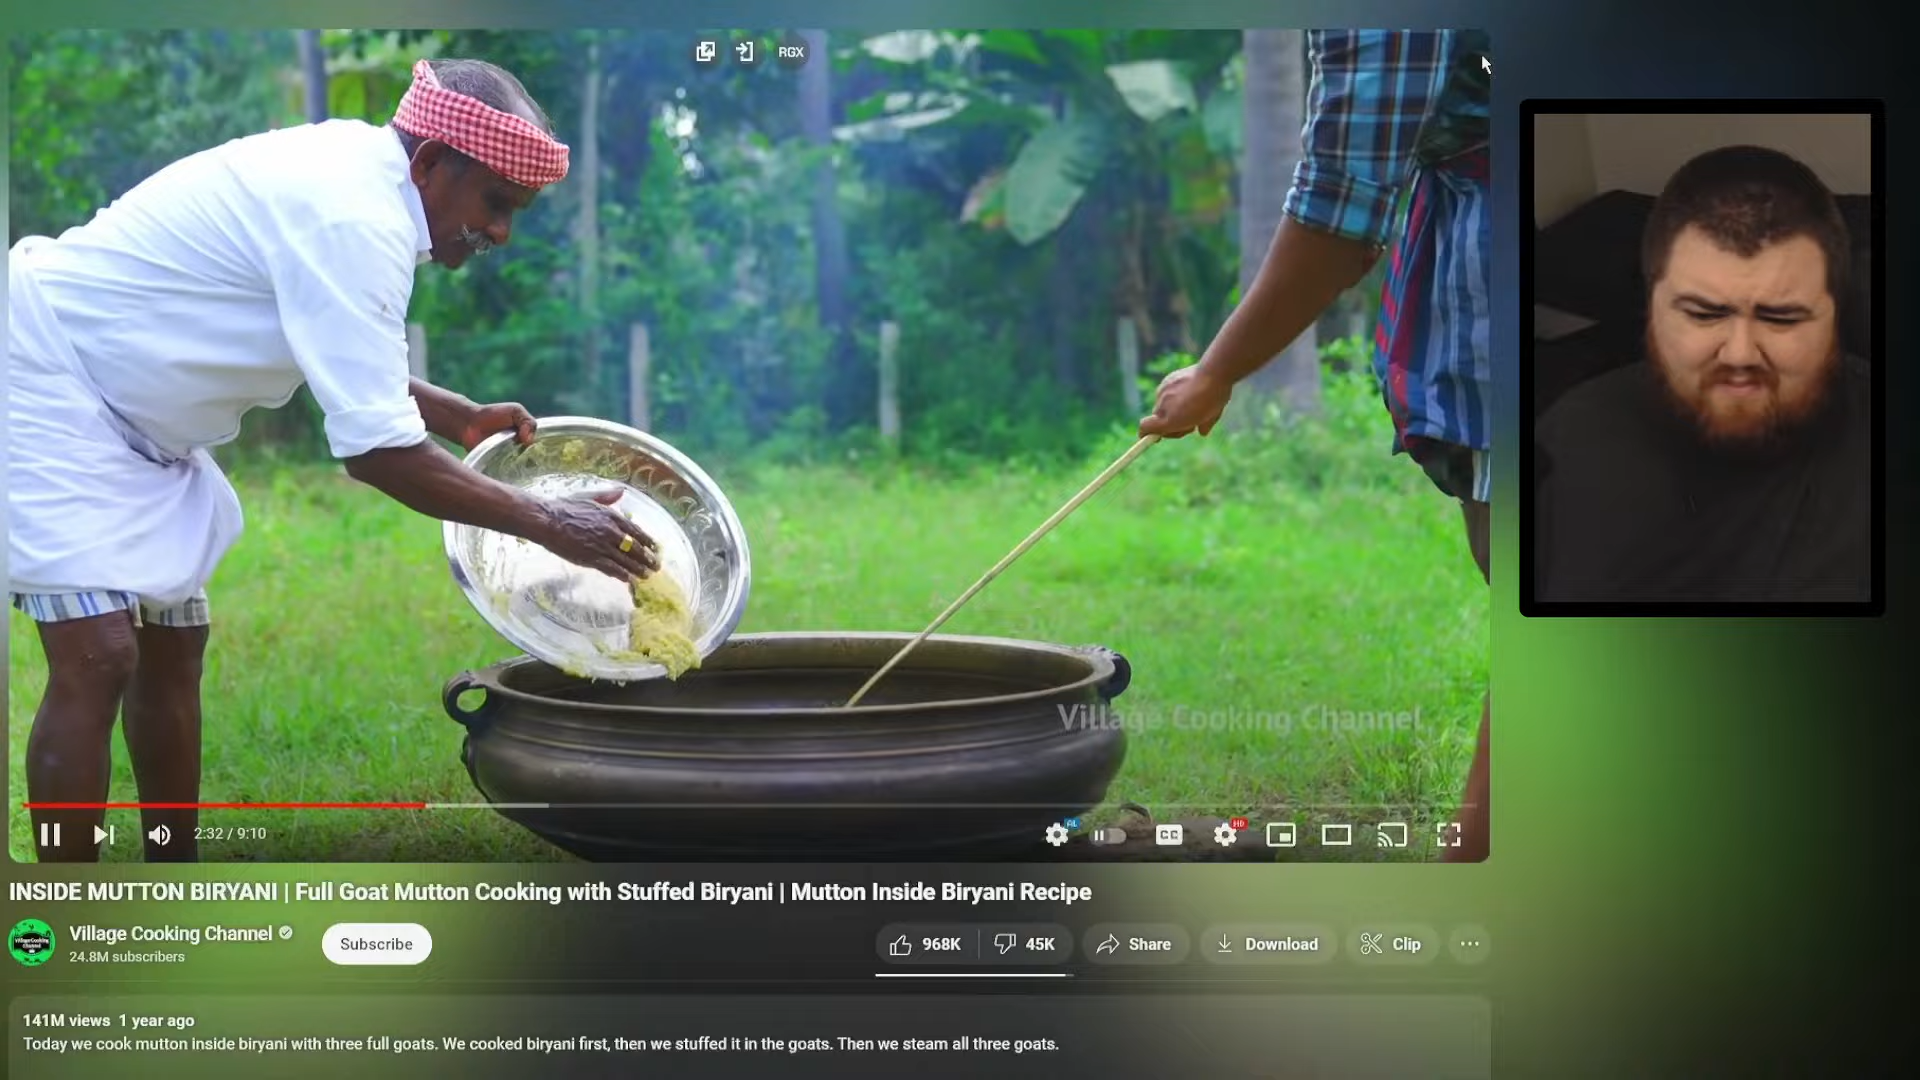 RGX
Village Cooking Channel
2:32 / 9:10
CC
HD
INSIDE MUTTON BIRYANI | Full Goat Mutton Cooking with Stuffed Biryani | Mutton Inside Biryani Recipe
Village Cooking Channel
24.8M subscribers
Subscribe
968K
45K
Share
Download
Clip
141M views 1 year ago
Today we cook mutton inside biryani with three full goats. We cooked biryani first, then we stuffed it in the goats. Then we steam all three goats.